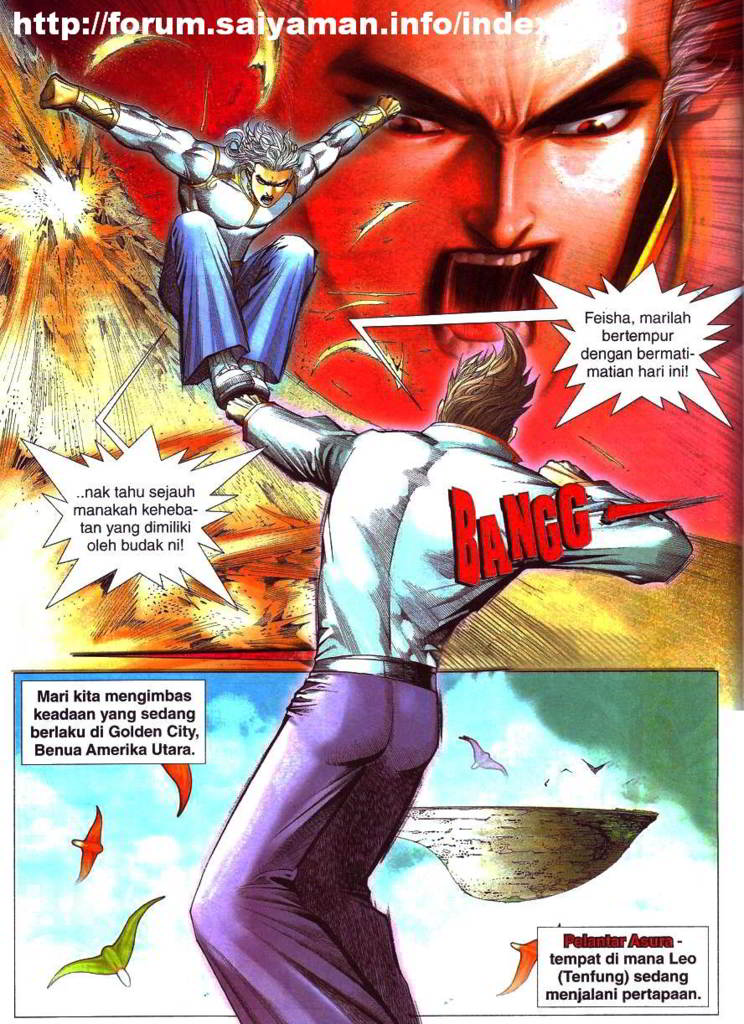 http://forum.saiyaman.info/index
Feisha, marilah
bertempur
dengan bermati-
matian hari ini!
..nak tahu sejauh
manakah keheba-
tan yang dimiliki
oleh budak ni!
BANGG
Mari kita mengimbas
keadaan yang sedang
berlaku di Golden City,
Benua Amerika Utara.
Pelantar Asura -
tempat di mana Leo
(Tenfung) sedang
menjalani pertapaan.